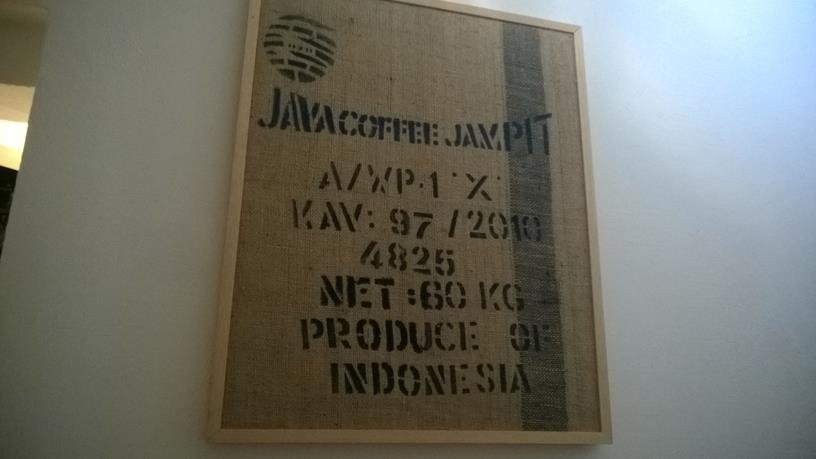 JAVA COFFEE JAMPIT
A/WP-1 "X"
KAV: 97/2010
4825
NET: 60 KG
PRODUCE OF
INDONESIA